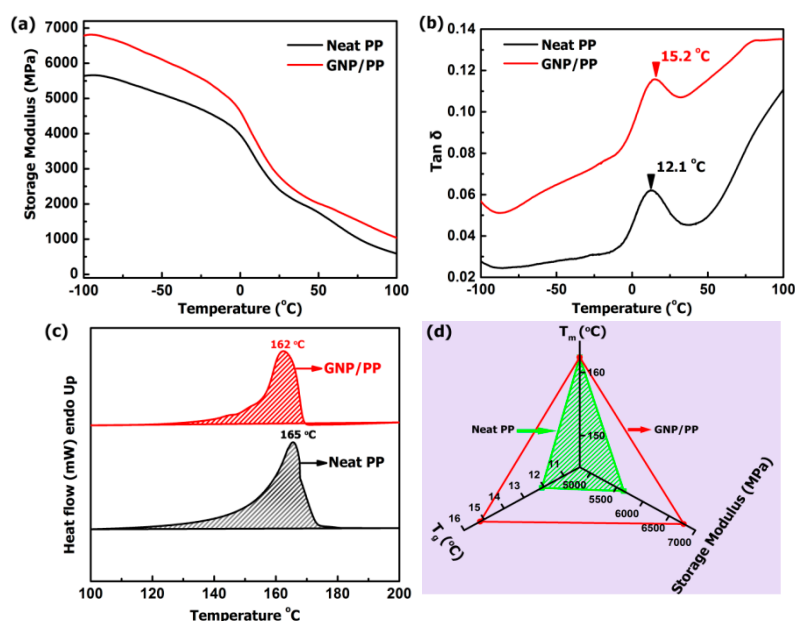 (a)
Neat PP
GNP/PP
Storage Modulus (MPa)
7000
6000
5000
4000
3000
2000
1000
0
-100
-50
0
50
100
Temperature (°C)
(b)
Neat PP
GNP/PP
15.2 °C
12.1 °C
Tan δ
0.14
0.12
0.10
0.08
0.06
0.04
0.02
-100
-50
0
50
100
Temperature (°C)
(c)
162 °C
GNP/PP
165 °C
Neat PP
Heat flow (mW) endo Up
100
120
140
160
180
200
Temperature °C
(d)
Tm (°C)
160
150
Neat PP
GNP/PP
11
12
13
14
15
16
Tg (°C)
5000
5500
6000
6500
7000
Storage Modulus (MPa)